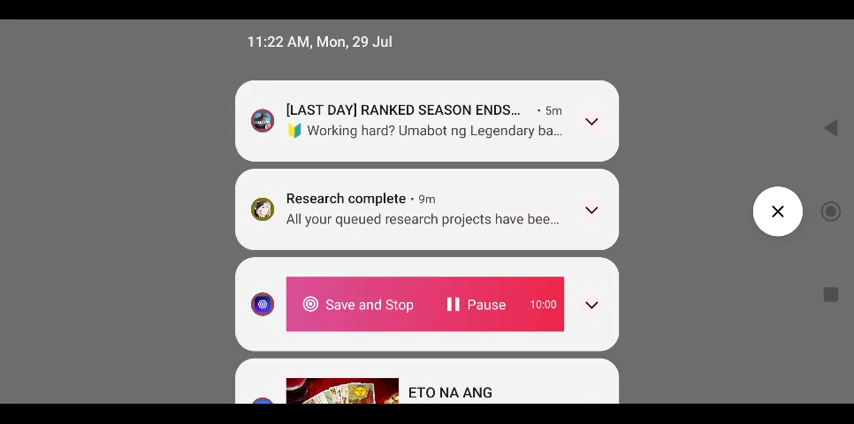 11:22 AM, Mon, 29 Jul
[LAST DAY] RANKED SEASON ENDS... • 5m
🔰 Working hard? Umabot ng Legendary ba...
Research complete • 9m
All your queued research projects have bee...
Save and Stop Pause 10:00
ETO NA ANG